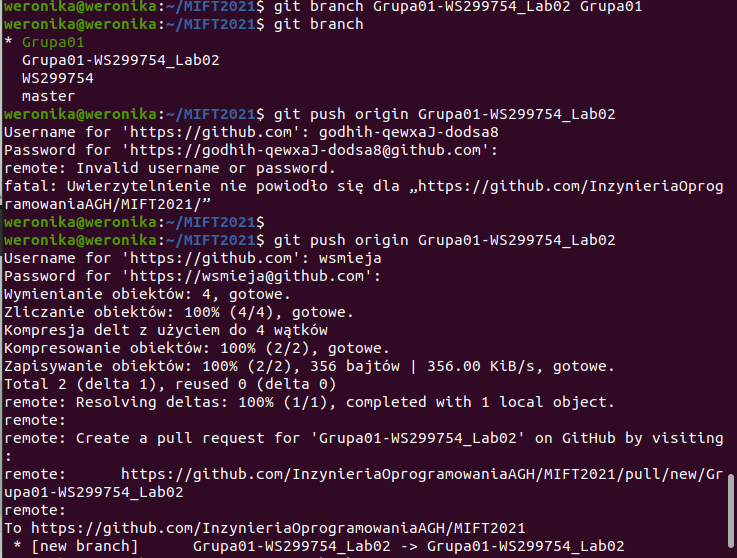 weronika@weronika:~/MIFT2021$ git branch Grupa01-WS299754_Lab02 Grupa01
weronika@weronika:~/MIFT2021$ git branch
* Grupa01
  Grupa01-WS299754_Lab02
  WS299754
  master
weronika@weronika:~/MIFT2021$ git push origin Grupa01-WS299754_Lab02
Username for 'https://github.com': godhih-qewxaJ-dodsa8
Password for 'https://godhih-qewxaJ-dodsa8@github.com':
remote: Invalid username or password.
fatal: Uwierzytelnienie nie powiodło się dla „https://github.com/InzynieriaOprog
ramowaniaAGH/MIFT2021/”
weronika@weronika:~/MIFT2021$
weronika@weronika:~/MIFT2021$ git push origin Grupa01-WS299754_Lab02
Username for 'https://github.com': wsmieja
Password for 'https://wsmieja@github.com':
Wymienianie obiektów: 4, gotowe.
Zliczanie obiektów: 100% (4/4), gotowe.
Kompresja delt z użyciem do 4 wątków
Kompresowanie obiektów: 100% (2/2), gotowe.
Zapisywanie obiektów: 100% (2/2), 356 bajtów | 356.00 KiB/s, gotowe.
Total 2 (delta 1), reused 0 (delta 0)
remote: Resolving deltas: 100% (1/1), completed with 1 local object.
remote:
remote: Create a pull request for 'Grupa01-WS299754_Lab02' on GitHub by visiting
:
remote:      https://github.com/InzynieriaOprogramowaniaAGH/MIFT2021/pull/new/Gr
upa01-WS299754_Lab02
remote:
To https://github.com/InzynieriaOprogramowaniaAGH/MIFT2021
 * [new branch]      Grupa01-WS299754_Lab02 -> Grupa01-WS299754_Lab02